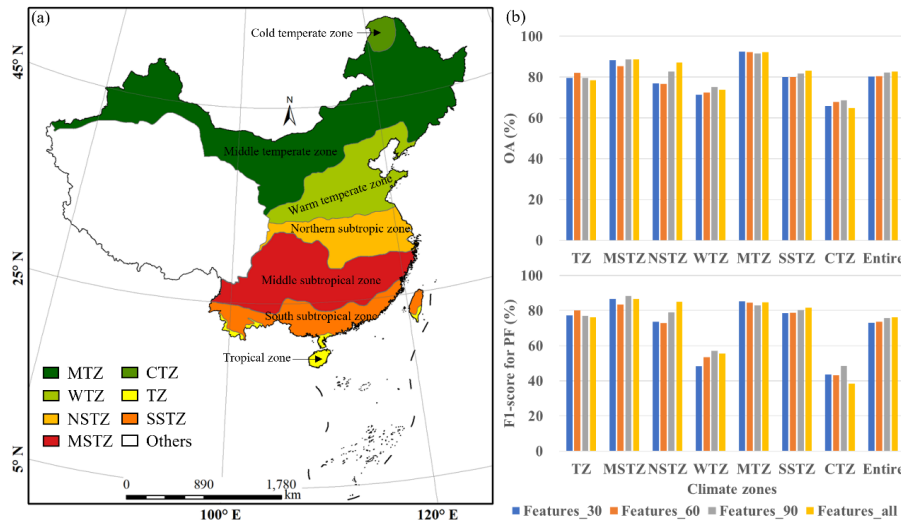 (a)
Cold temperate zone
N
Middle temperate zone
Warm temperate zone
Northern subtropic zone
Middle subtropical zone
South subtropical zone
Tropical zone
45° N
25° N
5° N
MTZ CTZ
WTZ TZ
NSTZ SSTZ
MSTZ Others
0 890 1,780
km
100° E 120° E
(b)
OA (%)
100
80
60
40
20
0
TZ MSTZ NSTZ WTZ MTZ SSTZ CTZ Entire
F1-score for PF (%)
100
80
60
40
20
0
TZ MSTZ NSTZ WTZ MTZ SSTZ CTZ Entire
Climate zones
Features_30 Features_60 Features_90 Features_all